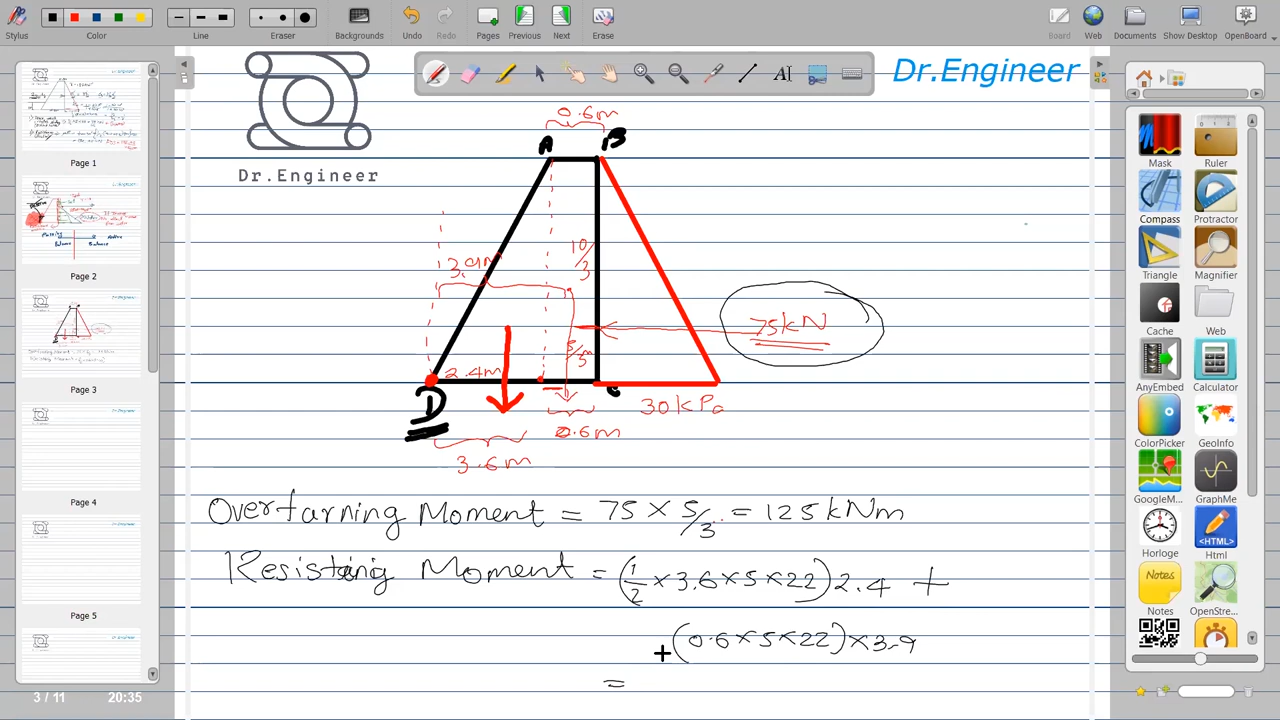 Stylus Color Line Eraser Backgrounds Undo Redo Pages Previous Next Erase Board Web Documents Show Desktop OpenBoard
Dr.Engineer
Dr.Engineer
0.6m
A B
10/3
3.9m
75kN
5/3m
2.4m
D C
30kPa
0.6m
3.6m
Overturning Moment = 75 × 5/3 = 125kNm
Resisting Moment = (1/2 × 3.6 × 5 × 22) 2.4 +
(0.6 × 5 × 22) × 3.9
=
Page 1
Page 2
Page 3
Page 4
Page 5
3 / 11 20:35
Mask Ruler
Compass Protractor
Triangle Magnifier
Cache Web
AnyEmbed Calculator
ColorPicker GeoInfo
GoogleM... GraphMe
Horloge Html
Notes
Notes OpenStre...